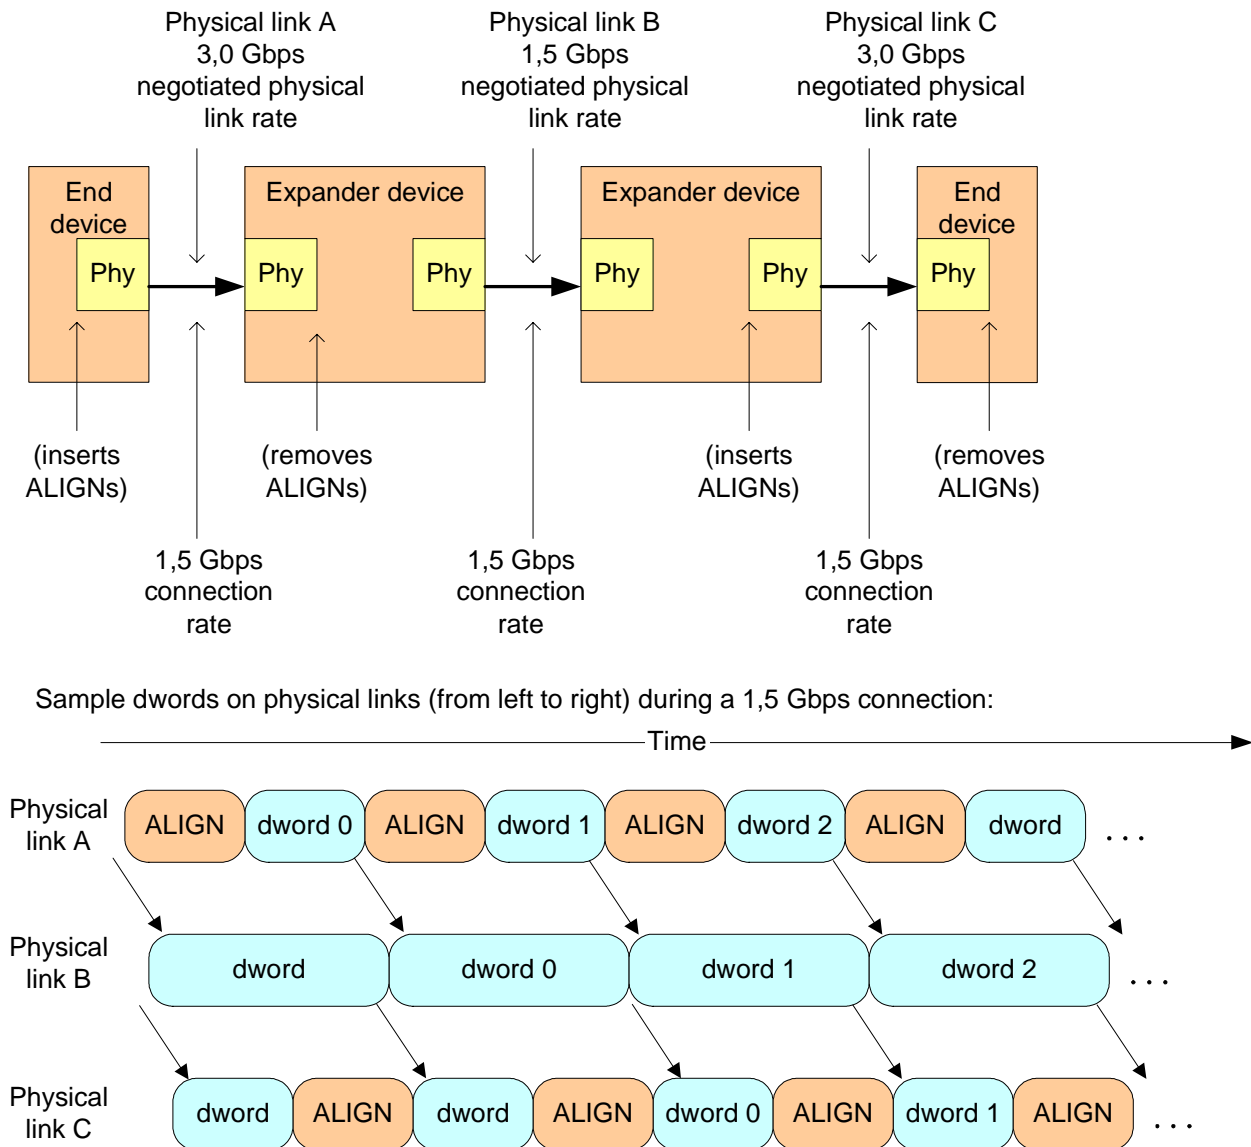 Physical link A
3,0 Gbps
negotiated physical
link rate
Physical link B
1,5 Gbps
negotiated physical
link rate
Physical link C
3,0 Gbps
negotiated physical
link rate
End
device
Expander device
Expander device
End
device
Phy
Phy
Phy
Phy
Phy
Phy
(inserts
ALIGNs)
(removes
ALIGNs)
(inserts
ALIGNs)
(removes
ALIGNs)
1,5 Gbps
connection
rate
1,5 Gbps
connection
rate
1,5 Gbps
connection
rate
Sample dwords on physical links (from left to right) during a 1,5 Gbps connection:
Time
Physical
link A
ALIGN
dword 0
ALIGN
dword 1
ALIGN
dword 2
ALIGN
dword
. . .
Physical
link B
dword
dword 0
dword 1
dword 2
. . .
Physical
link C
dword
ALIGN
dword
ALIGN
dword 0
ALIGN
dword 1
ALIGN
. . .